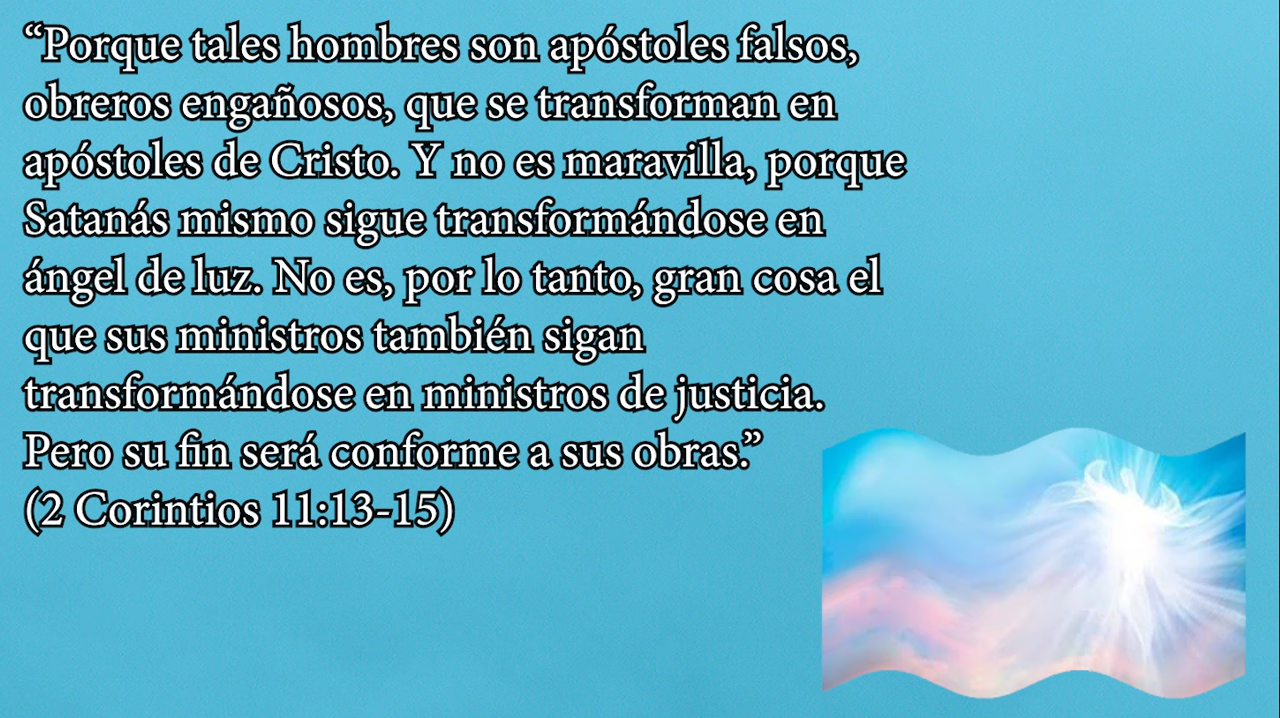 “Porque tales hombres son apóstoles falsos,
obreros engañosos, que se transforman en
apóstoles de Cristo. Y no es maravilla, porque
Satanás mismo sigue transformándose en
ángel de luz. No es, por lo tanto, gran cosa el
que sus ministros también sigan
transformándose en ministros de justicia.
Pero su fin será conforme a sus obras.”
(2 Corintios 11:13-15)